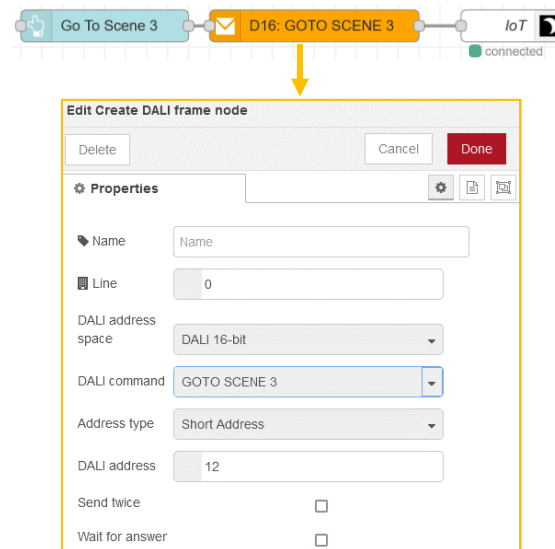 Go To Scene 3
D16: GOTO SCENE 3
IoT
connected
Edit Create DALI frame node
Delete
Cancel
Done
Properties
Name
Name
Line
0
DALI address
space
DALI 16-bit
DALI command
GOTO SCENE 3
Address type
Short Address
DALI address
12
Send twice
Wait for answer